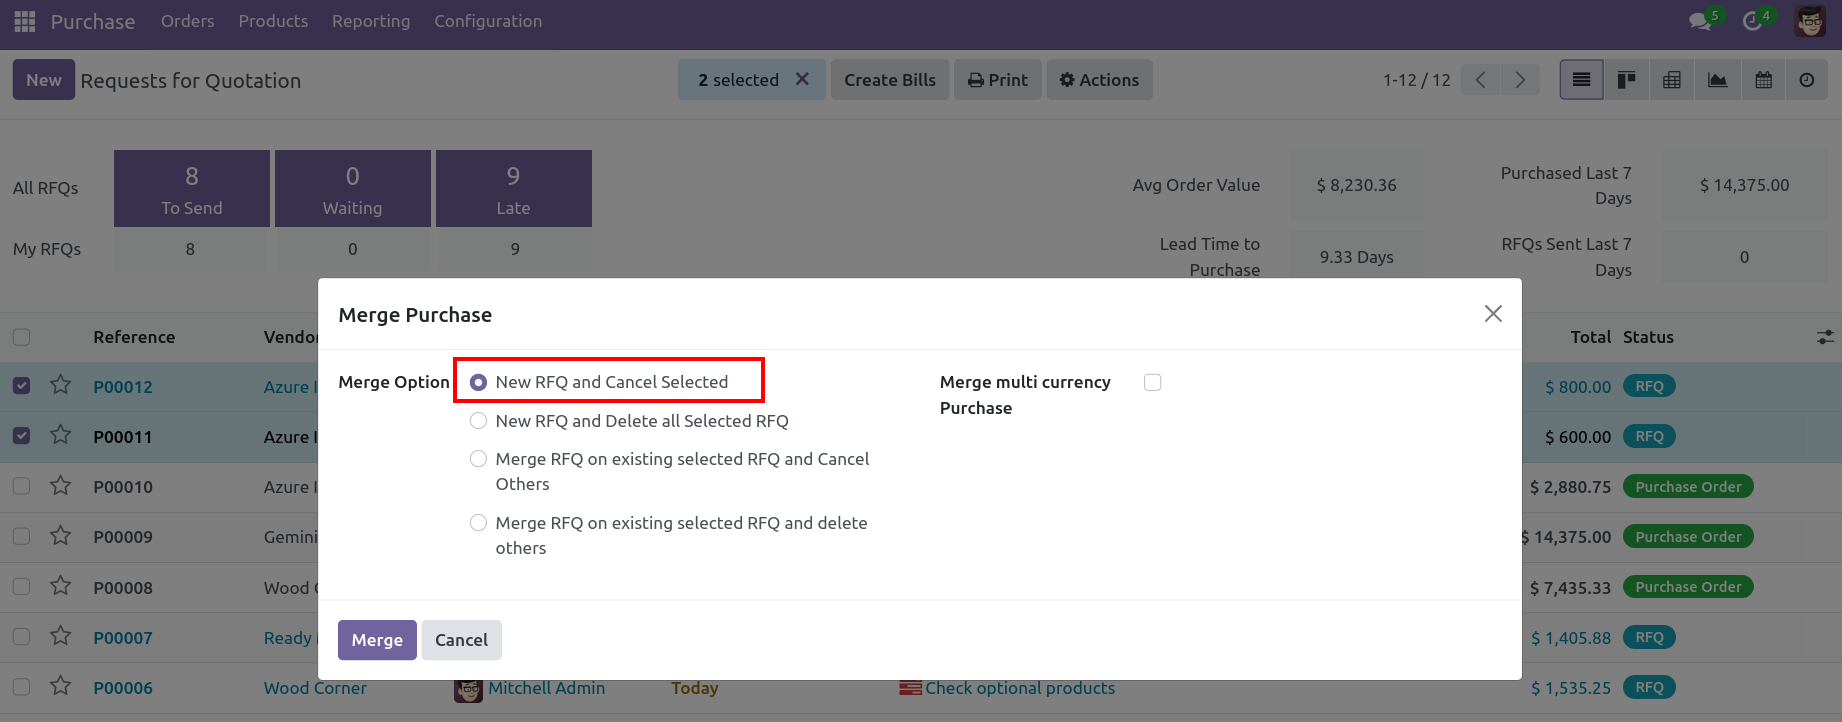 Purchase Orders Products Reporting Configuration 5 4
New Requests for Quotation 2 selected Create Bills Print Actions 1-12 / 12
All RFQs 8 To Send 0 Waiting 9 Late
My RFQs 8 0 9
Avg Order Value $ 8,230.36 Purchased Last 7 Days $ 14,375.00
Lead Time to Purchase 9.33 Days RFQs Sent Last 7 Days 0
Merge Purchase
Merge Option
New RFQ and Cancel Selected
New RFQ and Delete all Selected RFQ
Merge RFQ on existing selected RFQ and Cancel
Others
Merge RFQ on existing selected RFQ and delete
others
Merge multi currency
Purchase
Merge Cancel
Reference Total Status
P00012 Azure $ 800.00 RFQ
P00011 Azure $ 600.00 RFQ
P00010 Azure $ 2,880.75 Purchase Order
P00009 Gemini $ 14,375.00 Purchase Order
P00008 Wood $ 7,435.33 Purchase Order
P00007 Ready $ 1,405.88 RFQ
P00006 Wood Corner Mitchell Admin Today Check optional products $ 1,535.25 RFQ